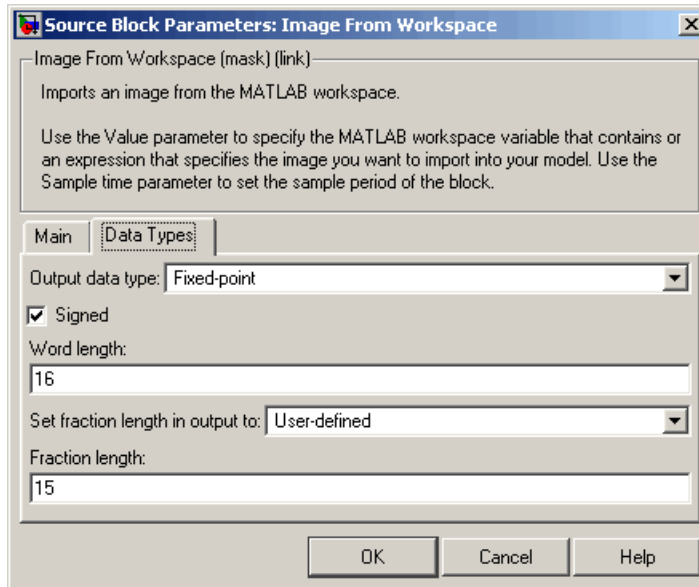 Source Block Parameters: Image From Workspace
Image From Workspace (mask) (link)
Imports an image from the MATLAB workspace.
Use the Value parameter to specify the MATLAB workspace variable that contains or
an expression that specifies the image you want to import into your model. Use the
Sample time parameter to set the sample period of the block.
Main Data Types
Output data type: Fixed-point
Signed
Word length:
16
Set fraction length in output to: User-defined
Fraction length:
15
OK Cancel Help